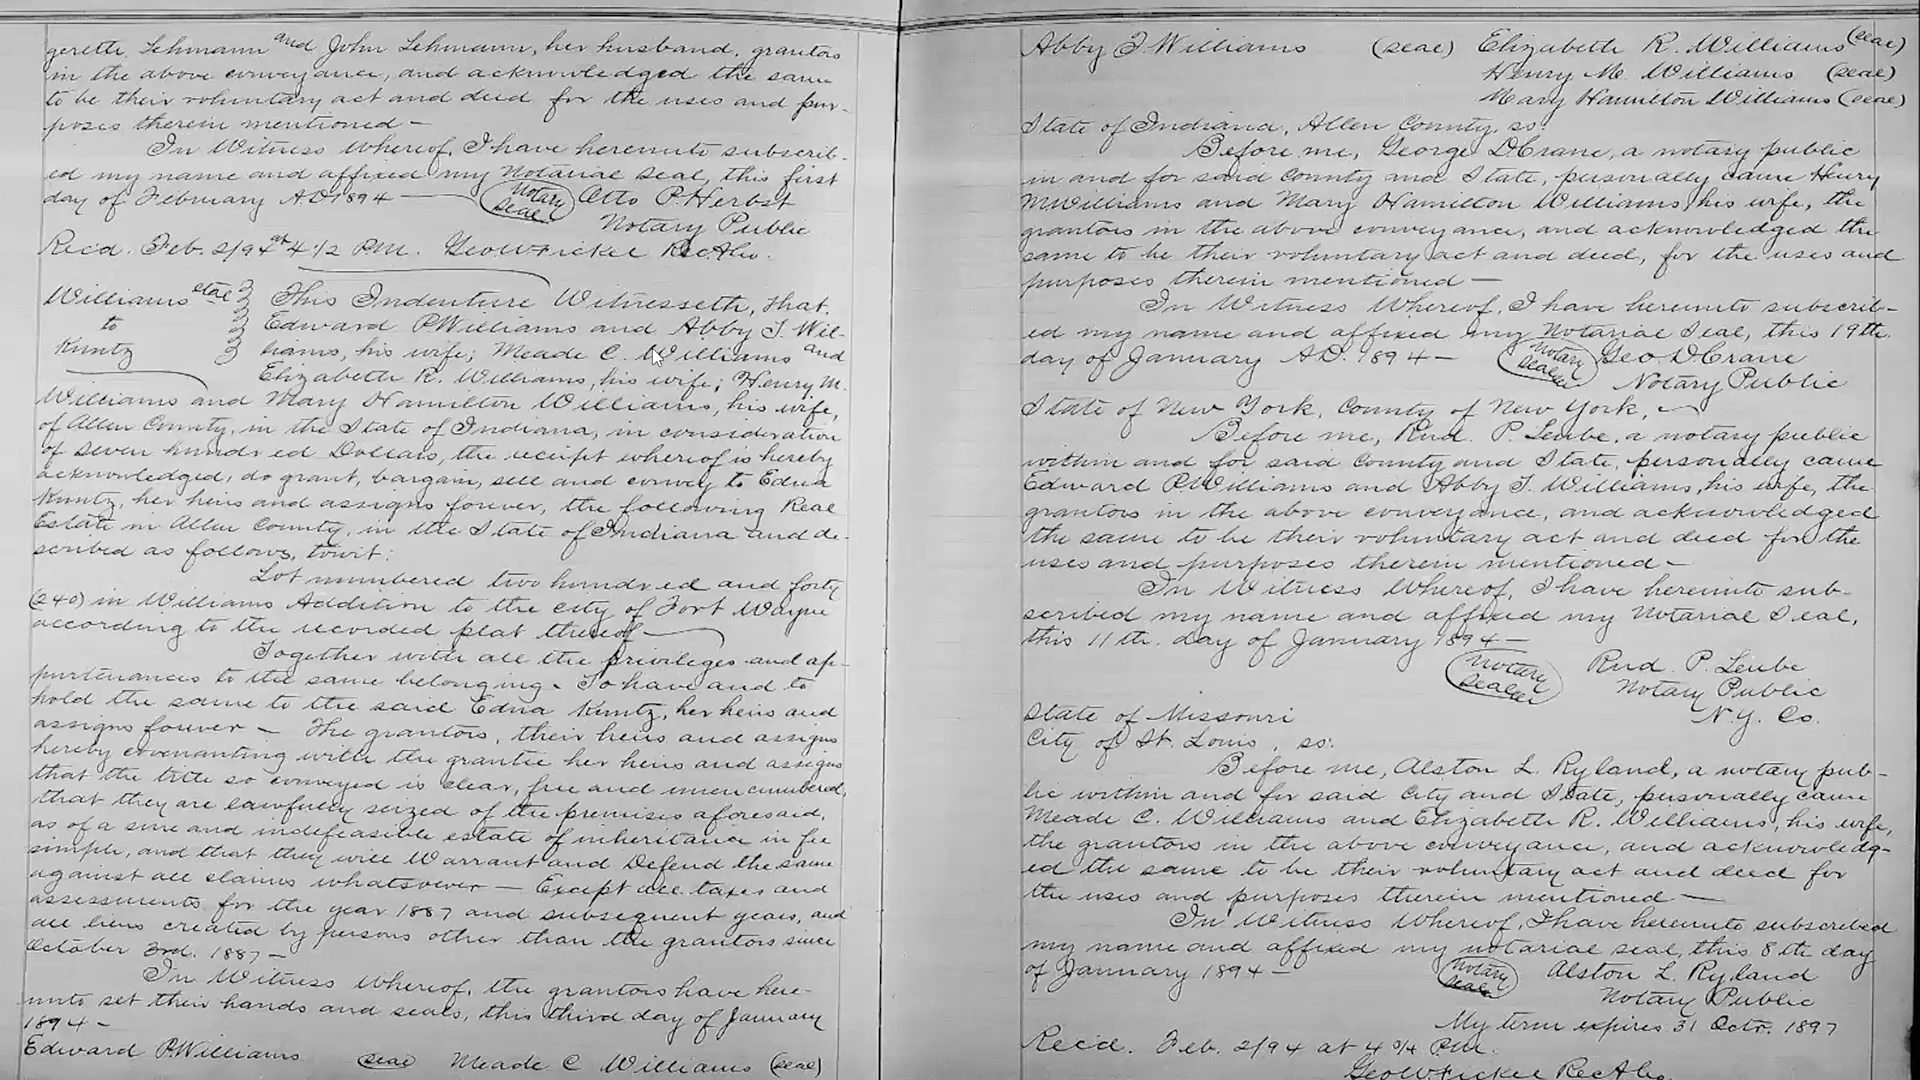 gerette Lehmann and John Lehmann, her husband, grantors
in the above conveyance, and acknowledged the same
to be their voluntary act and deed for the uses and pur-
poses therein mentioned —
In Witness Whereof, I have hereunto subscrib-
ed my name and affixed my Notarial Seal, this first
day of February A.D. 1894 — Notary Seal Otto P. Herbst
Notary Public
Rec'd. Feb. 2/94 at 4 1/2 P.M. Geo W Fickel Rec Al Co.
Williams etal
to
Kuntz
This Indenture Witnesseth, that
Edward P. Williams and Abby T. Wil-
liams, his wife; Meade C. Williams and
Elizabeth R. Williams, his wife; Henry M.
Williams and Mary Hamilton Williams, his wife,
of Allen County, in the State of Indiana, in consideration
of seven hundred Dollars, the receipt whereof is hereby
acknowledged, do grant, bargain, sell and convey to Edna
Kuntz, her heirs and assigns forever, the following Real
Estate in Allen County, in the State of Indiana and de-
scribed as follows, towit:
Lot numbered two hundred and forty
(240) in Williams Addition to the city of Fort Wayne
according to the recorded plat thereof —
Together with all the privileges and ap-
purtenances to the same belonging - To have and to
hold the same to the said Edna Kuntz, her heirs and
assigns forever — The grantors, their heirs and assigns
hereby covenanting with the grantee her heirs and assigns
that the title so conveyed is clear, free and unencumbered,
that they are lawfully seized of the premises aforesaid,
as of a sure and indefeasible estate of inheritance in fee
simple, and that they will Warrant and Defend the same
against all claims whatsoever — Except all taxes and
assessments for the year 1887 and subsequent years, and
all liens created by persons other than the grantors since
October 3rd. 1887 —
In Witness Whereof, the grantors have here-
unto set their hands and seals, this third day of January
1894 —
Edward P. Williams (seal) Meade C Williams (seal)
Abby T. Williams (seal) Elizabeth R. Williams (seal)
Henry M. Williams (seal)
Mary Hamilton Williams (seal)
State of Indiana, Allen County, ss:
Before me, George D. Crane, a notary public
in and for said County and State, personally came Henry
M Williams and Mary Hamilton Williams, his wife, the
grantors in the above conveyance, and acknowledged the
same to be their voluntary act and deed, for the uses and
purposes therein mentioned —
In Witness Whereof, I have hereunto subscrib-
ed my name and affixed my Notarial Seal, this 19th
day of January A.D. 1894 — Notary Seal Geo. D. Crane
Notary Public
State of New York, County of New York,
Before me, Rud. P. Leube, a notary public
within and for said County and State, personally came
Edward P. Williams and Abby T. Williams, his wife, the
grantors in the above conveyance, and acknowledged
the same to be their voluntary act and deed for the
uses and purposes therein mentioned —
In Witness Whereof, I have hereunto sub-
scribed my name and affixed my Notarial Seal,
this 11th. day of January 1894 —
Notary Seal Rud. P. Leube
Notary Public
N.Y. Co.
State of Missouri
City of St. Louis, ss:
Before me, Alston L. Ryland, a notary pub-
lic within and for said City and State, personally came
Meade C. Williams and Elizabeth R. Williams, his wife,
the grantors in the above conveyance, and acknowledg-
ed the same to be their voluntary act and deed for
the uses and purposes therein mentioned —
In Witness Whereof, I have hereunto subscribed
my name and affixed my notarial seal, this 8th day
of January 1894 — Notary Seal Alston L. Ryland
Notary Public
My term expires 31 Octr. 1897
Rec'd. Feb. 2/94 at 4 3/4 P.M.
Geo W. Fickel Rec Al Co.